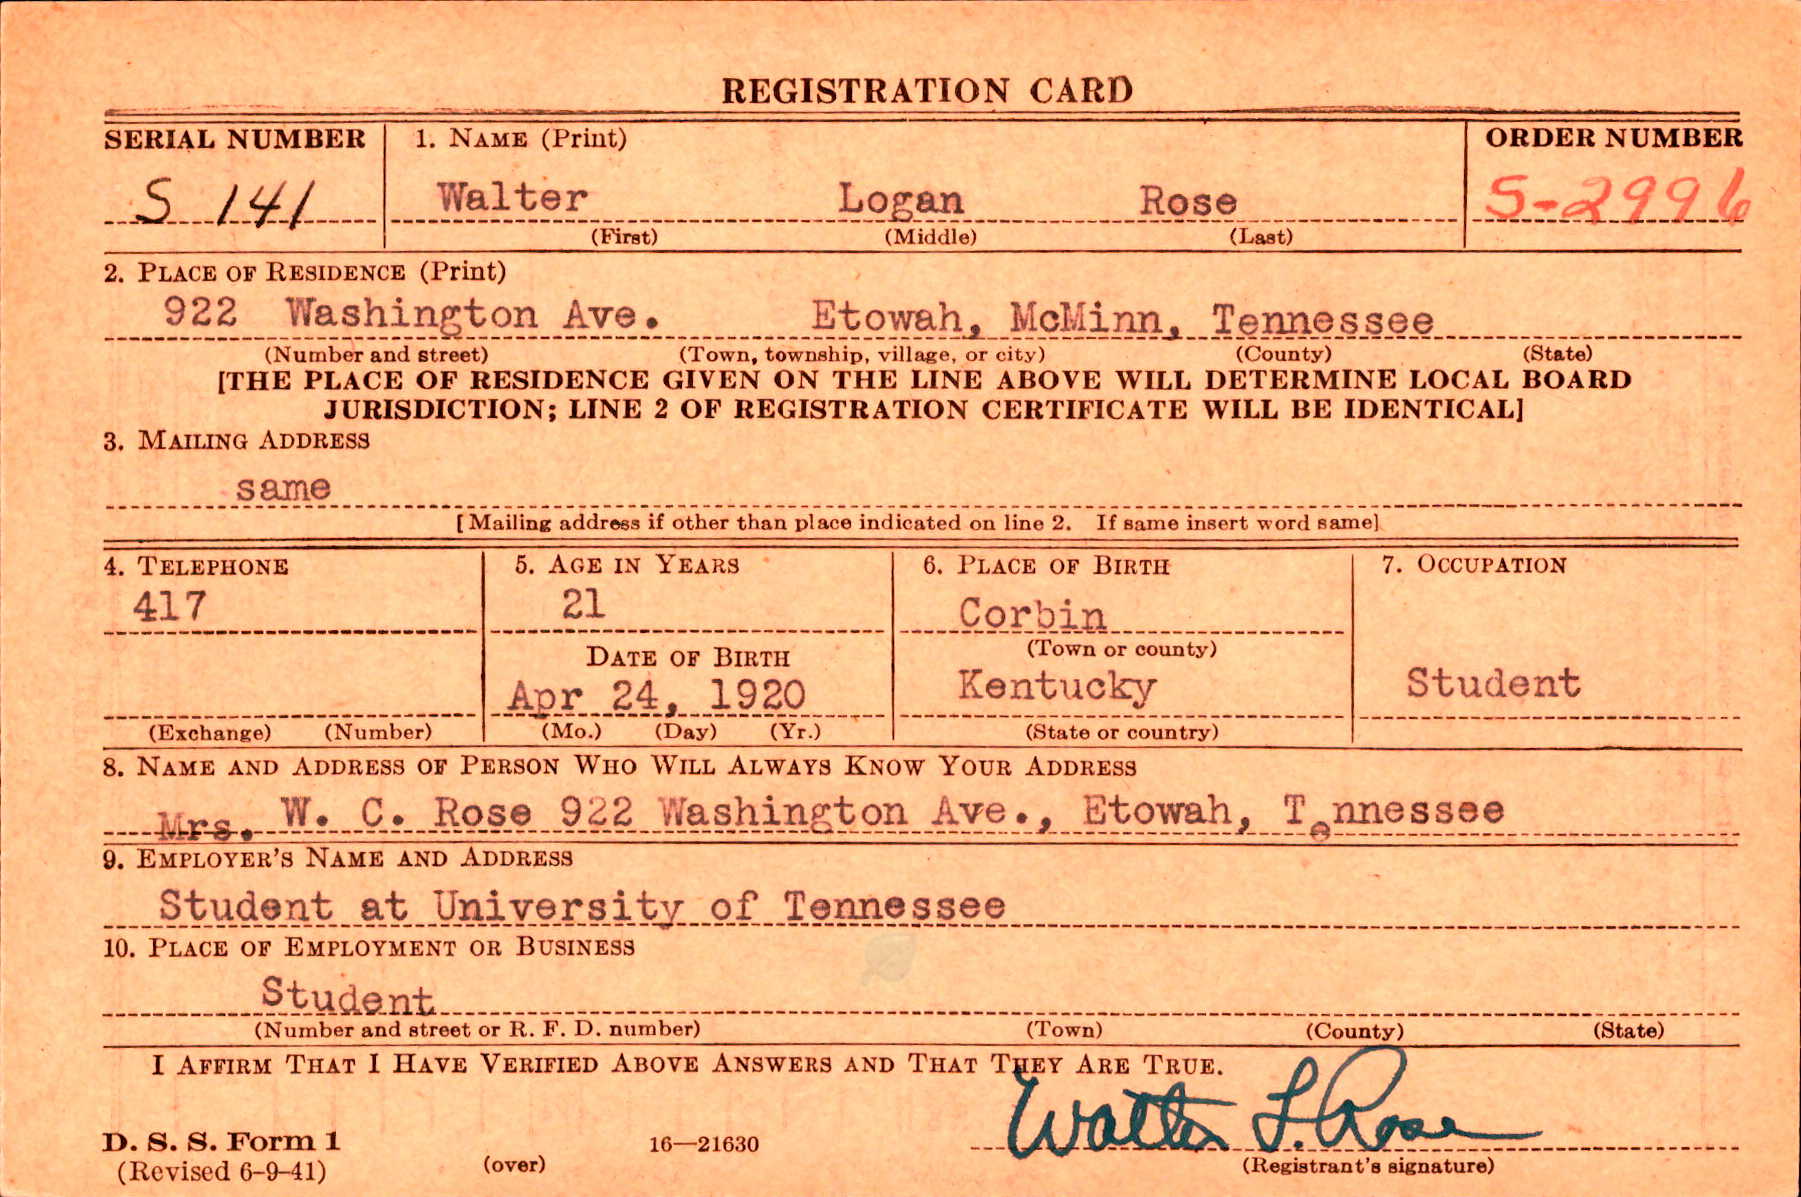 REGISTRATION CARD
SERIAL NUMBER 1. NAME (Print) ORDER NUMBER
S 141 Walter Logan Rose S-2996
(First) (Middle) (Last)
2. PLACE OF RESIDENCE (Print)
922 Washington Ave. Etowah, McMinn, Tennessee
(Number and street) (Town, township, village, or city) (County) (State)
[THE PLACE OF RESIDENCE GIVEN ON THE LINE ABOVE WILL DETERMINE LOCAL BOARD
JURISDICTION; LINE 2 OF REGISTRATION CERTIFICATE WILL BE IDENTICAL]
3. MAILING ADDRESS
same
[Mailing address if other than place indicated on line 2. If same insert word same]
4. TELEPHONE 5. AGE IN YEARS 6. PLACE OF BIRTH 7. OCCUPATION
417 21 Corbin
DATE OF BIRTH (Town or county)
Apr 24, 1920 Kentucky Student
(Exchange) (Number) (Mo.) (Day) (Yr.) (State or country)
8. NAME AND ADDRESS OF PERSON WHO WILL ALWAYS KNOW YOUR ADDRESS
Mrs. W. C. Rose 922 Washington Ave., Etowah, Tennessee
9. EMPLOYER'S NAME AND ADDRESS
Student at University of Tennessee
10. PLACE OF EMPLOYMENT OR BUSINESS
Student
(Number and street or R. F. D. number) (Town) (County) (State)
I AFFIRM THAT I HAVE VERIFIED ABOVE ANSWERS AND THAT THEY ARE TRUE.
Walter L. Rose
D. S. S. Form 1 16—21630
(Revised 6-9-41) (over) (Registrant's signature)